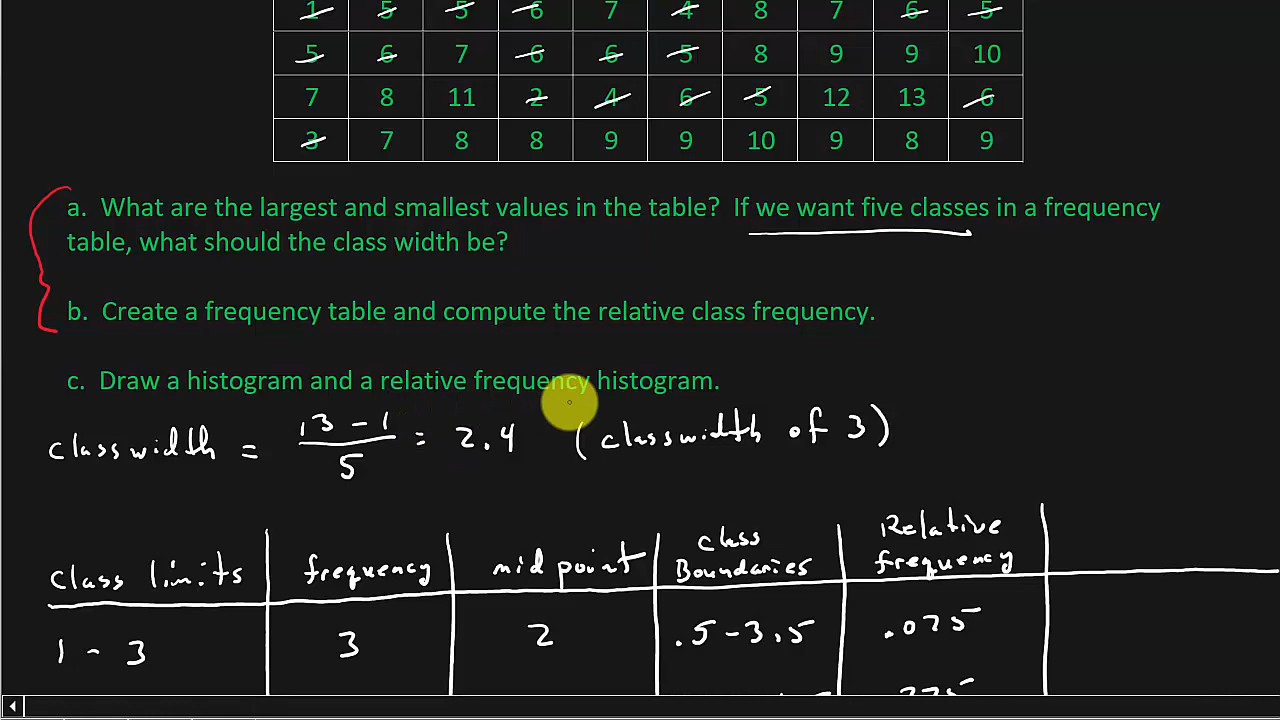 1 5 5 6 7 4 8 7 6 5
5 6 7 6 6 5 8 9 9 10
7 8 11 2 4 6 5 12 13 6
3 7 8 8 9 9 10 9 8 9
a. What are the largest and smallest values in the table? If we want five classes in a frequency
table, what should the class width be?
b. Create a frequency table and compute the relative class frequency.
c. Draw a histogram and a relative frequency histogram.
class width = 13 - 1 / 5 = 2.4 (class width of 3)
class limits frequency midpoint class Boundaries Relative frequency
1 - 3 3 2 .5 - 3.5 .075